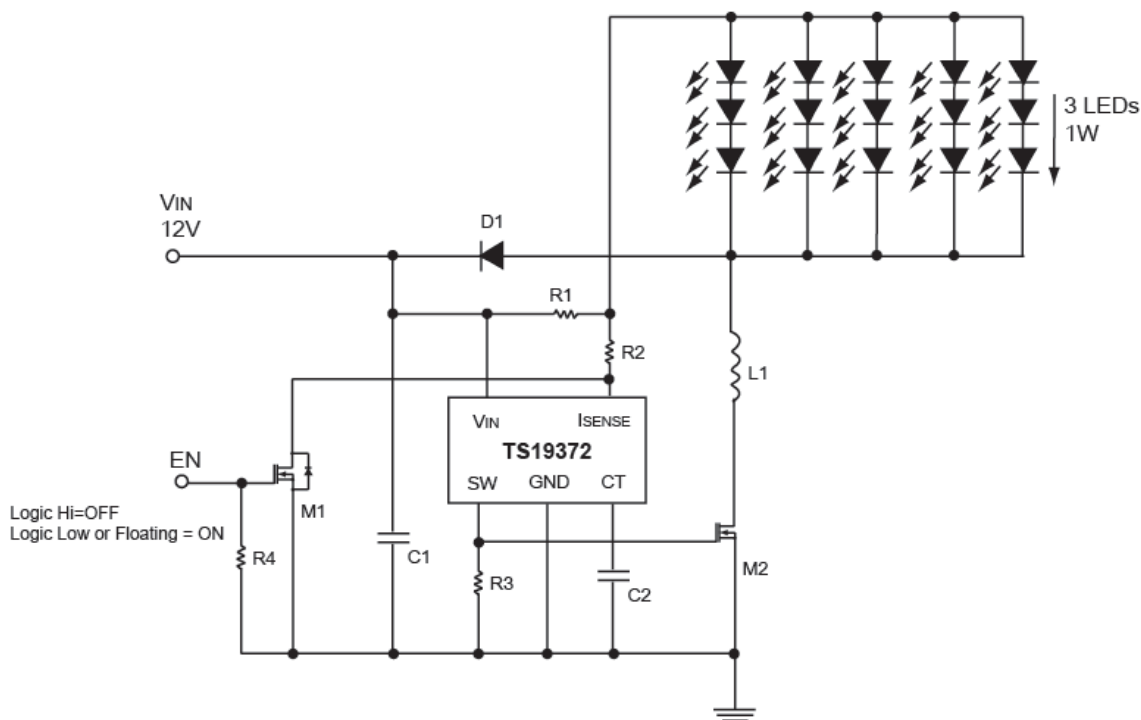 3 LEDs
1W
VIN
12V
D1
R1
R2
L1
VIN
ISENSE
TS19372
EN
SW
GND
CT
Logic Hi=OFF
M1
Logic Low or Floating = ON
R4
C1
R3
C2
M2